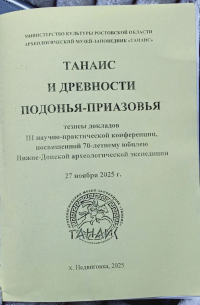 МИНИСТЕРСТВО КУЛЬТУРЫ РОСТОВСКОЙ ОБЛАСТИ
АРХЕОЛОГИЧЕСКИЙ МУЗЕЙ-ЗАПОВЕДНИК «ТАНАИС»
ТАНАИС
И ДРЕВНОСТИ
ПОДОНЬЯ-ПРИАЗОВЬЯ
тезисы докладов
III научно-практической конференции,
посвященной 70-летнему юбилею
Нижне-Донской археологической экспедиции
27 ноября 2025 г.
ТАНАИС
х. Недвиговка, 2025